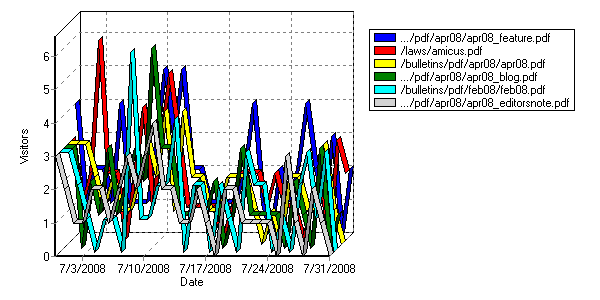 6
5
4
3
2
1
0
Visitors
7/3/2008 7/10/2008 7/17/2008 7/24/2008 7/31/2008
Date
.../pdf/apr08/apr08_feature.pdf
/laws/amicus.pdf
/bulletins/pdf/apr08/apr08.pdf
.../pdf/apr08/apr08_blog.pdf
/bulletins/pdf/feb08/feb08.pdf
.../pdf/apr08/apr08_editorsnote.pdf